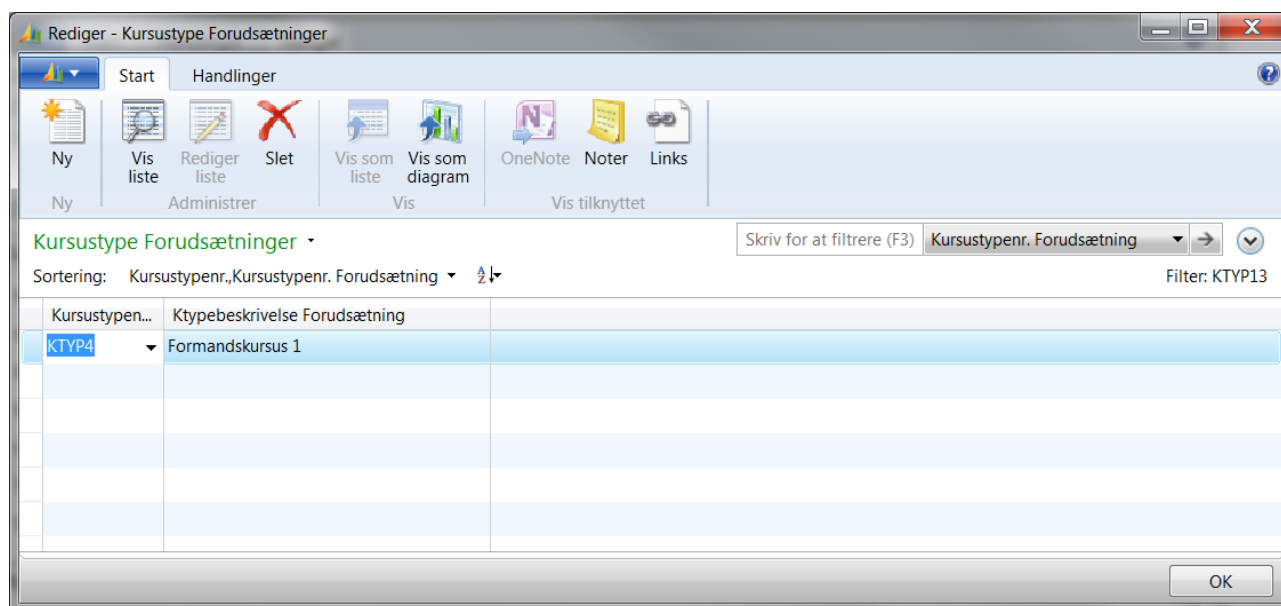 Rediger - Kursustype Forudsætninger
Start Handlinger
Ny Vis liste Rediger liste Slet Vis som liste Vis som diagram OneNote Noter Links
Ny Administrer Vis Vis tilknyttet
Kursustype Forudsætninger Skriv for at filtrere (F3) Kursustypenr. Forudsætning
Sortering: Kursustypenr.,Kursustypenr. Forudsætning Filter: KTYP13
Kursustypen... Ktypebeskrivelse Forudsætning
KTYP4 Formandskursus 1
OK